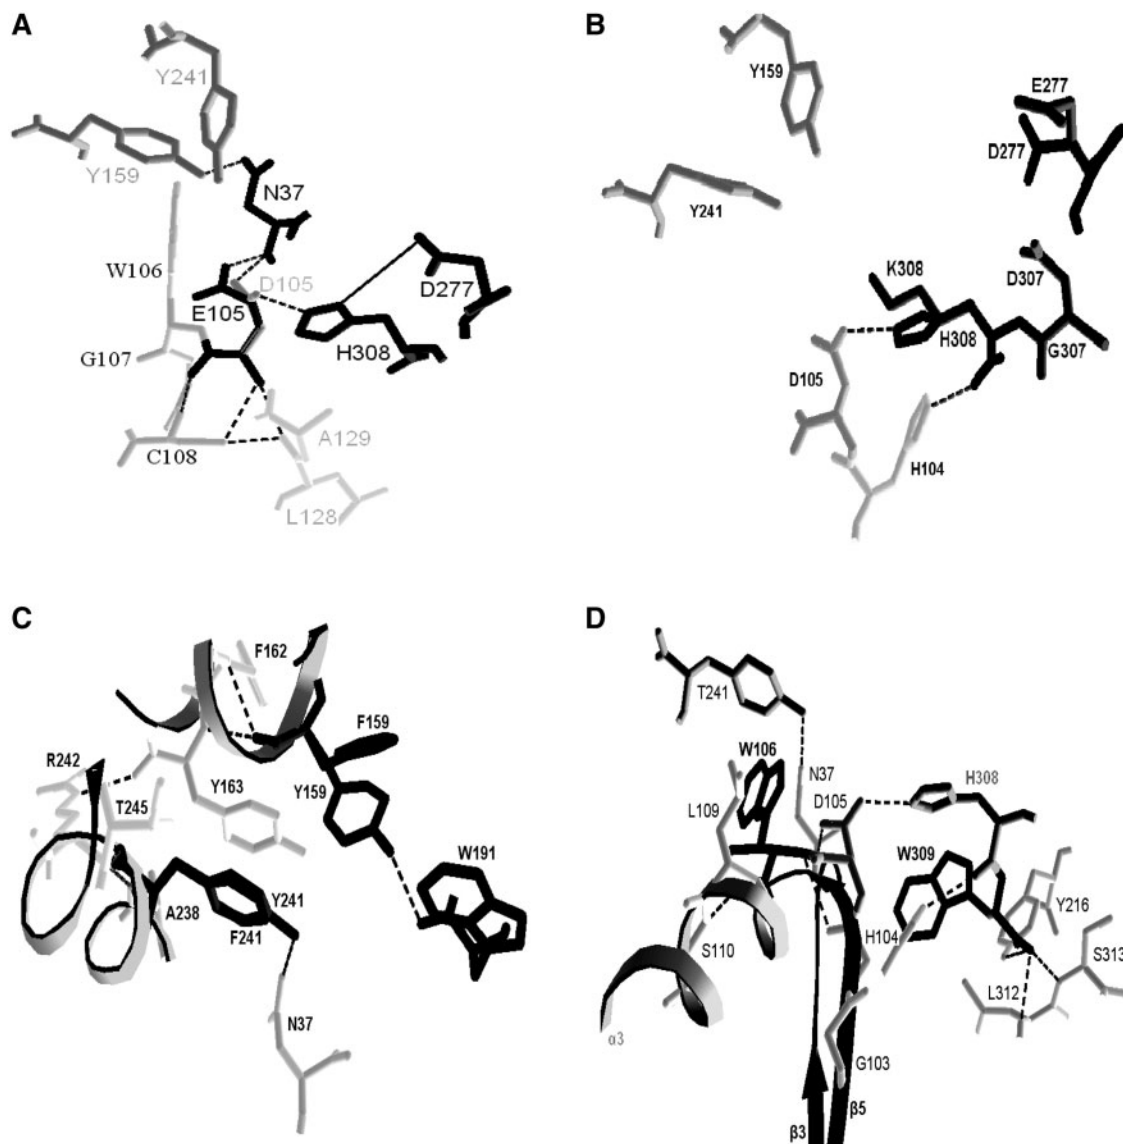 A
Y241
Y159
N37
W106
D105
E105
D277
G107
H308
C108
A129
L128
B
Y159
E277
D277
Y241
K308
D307
H308
G307
D105
H104
C
F162
F159
R242
Y163
Y159
T245
W191
A238
Y241
F241
N37
D
T241
W106
N37
H308
L109
D105
W309
Y216
H104
S110
S313
L312
α3
G103
β5
β3